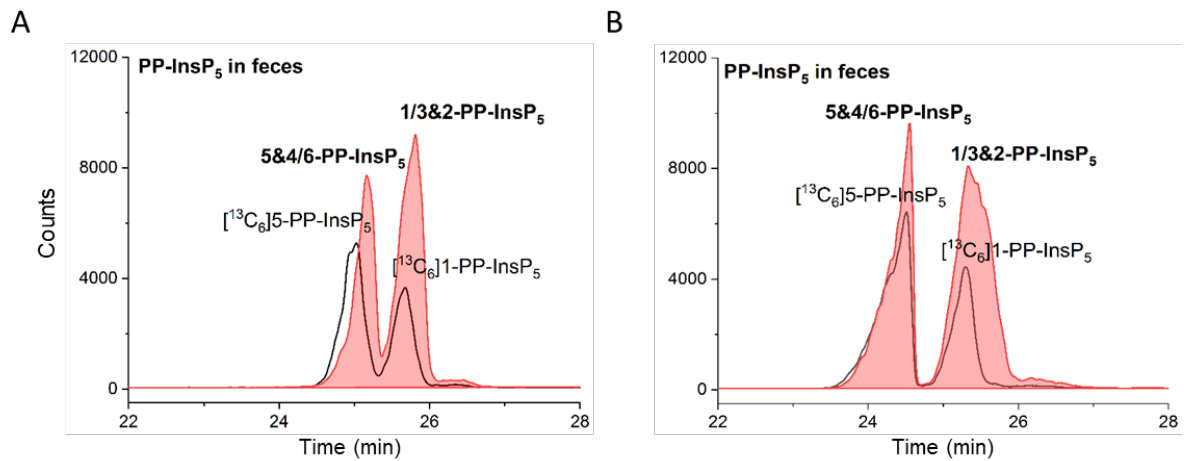 A
PP-InsP₅ in feces
1/3&2-PP-InsP₅
5&4/6-PP-InsP₅
[¹³C₆]5-PP-InsP₅
[¹³C₆]1-PP-InsP₅
Counts
12000
8000
4000
0
22
24
26
28
Time (min)
B
PP-InsP₅ in feces
5&4/6-PP-InsP₅
1/3&2-PP-InsP₅
[¹³C₆]5-PP-InsP₅
[¹³C₆]1-PP-InsP₅
12000
8000
4000
0
22
24
26
28
Time (min)